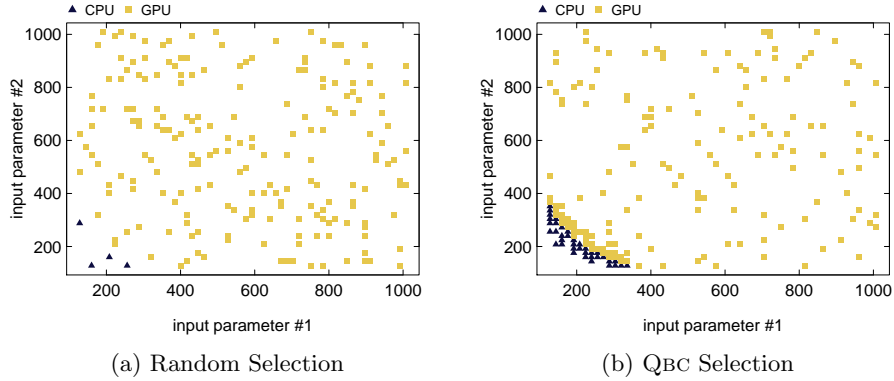 CPU GPU
CPU GPU
1000
800
600
400
200
input parameter #2
200 400 600 800 1000
input parameter #1
1000
800
600
400
200
input parameter #2
200 400 600 800 1000
input parameter #1
(a) Random Selection
(b) QBC Selection